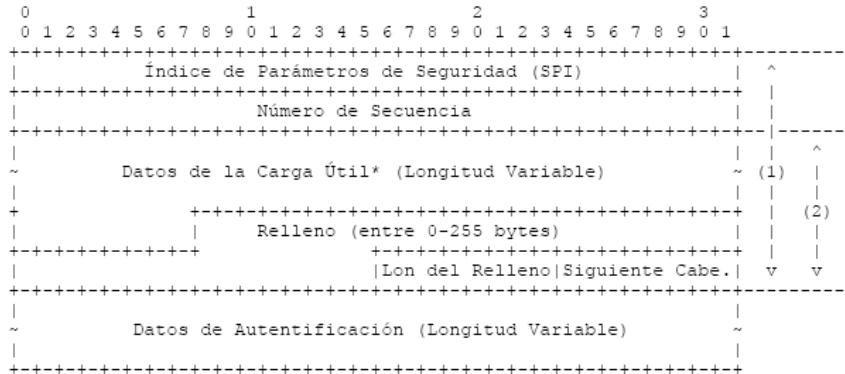 0 1 2 3
0 1 2 3 4 5 6 7 8 9 0 1 2 3 4 5 6 7 8 9 0 1 2 3 4 5 6 7 8 9 0 1
Índice de Parámetros de Seguridad (SPI)
Número de Secuencia
Datos de la Carga Útil* (Longitud Variable) (1)
(2)
Relleno (entre 0-255 bytes)
Lon del Relleno|Siguiente Cabe.
Datos de Autentificación (Longitud Variable)